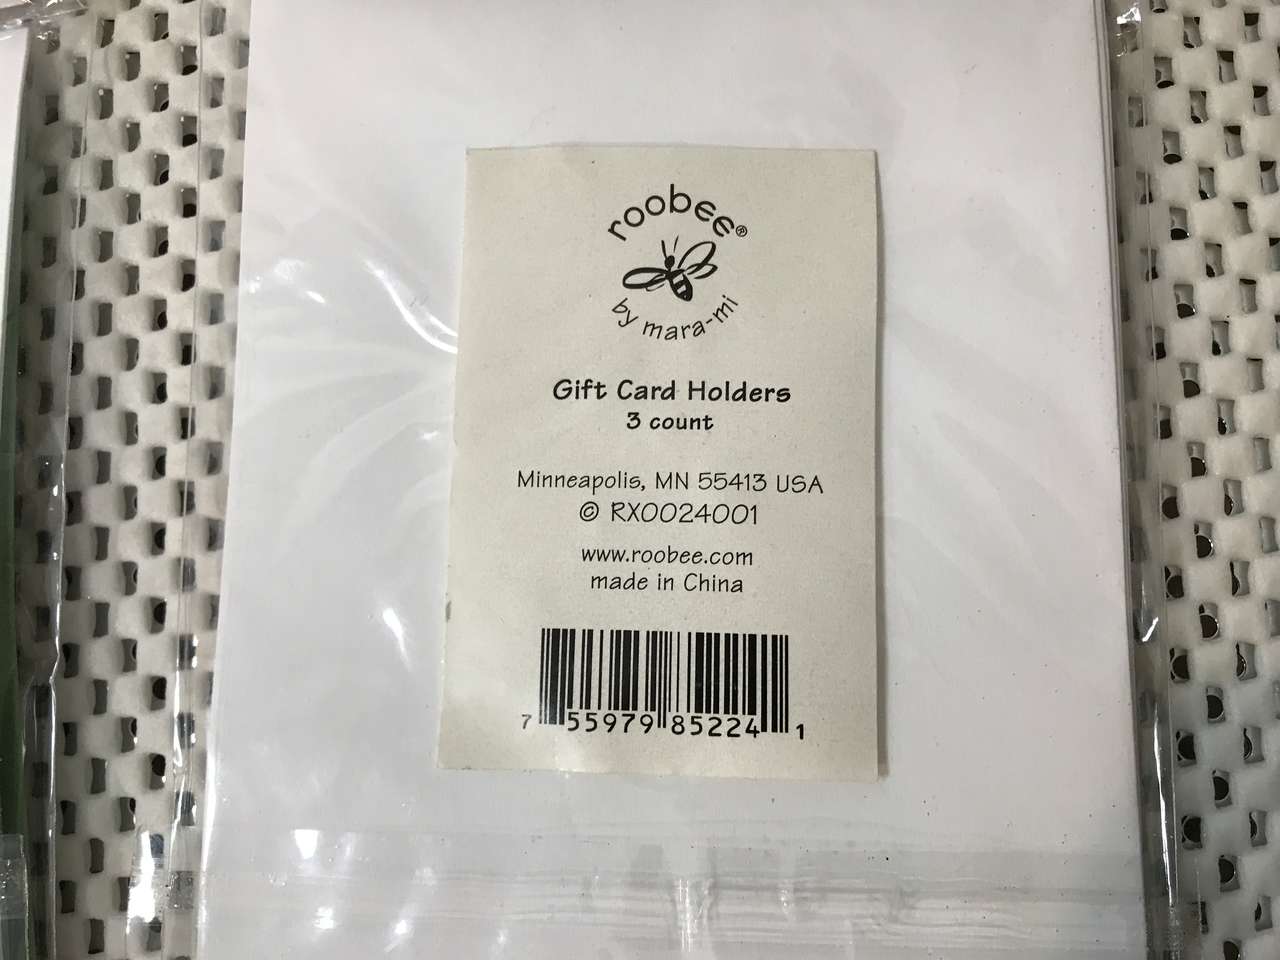 roobee®
by mara-mi
Gift Card Holders
3 count
Minneapolis, MN 55413 USA
© RX0024001
www.roobee.com
made in China
7 55979 85224 1